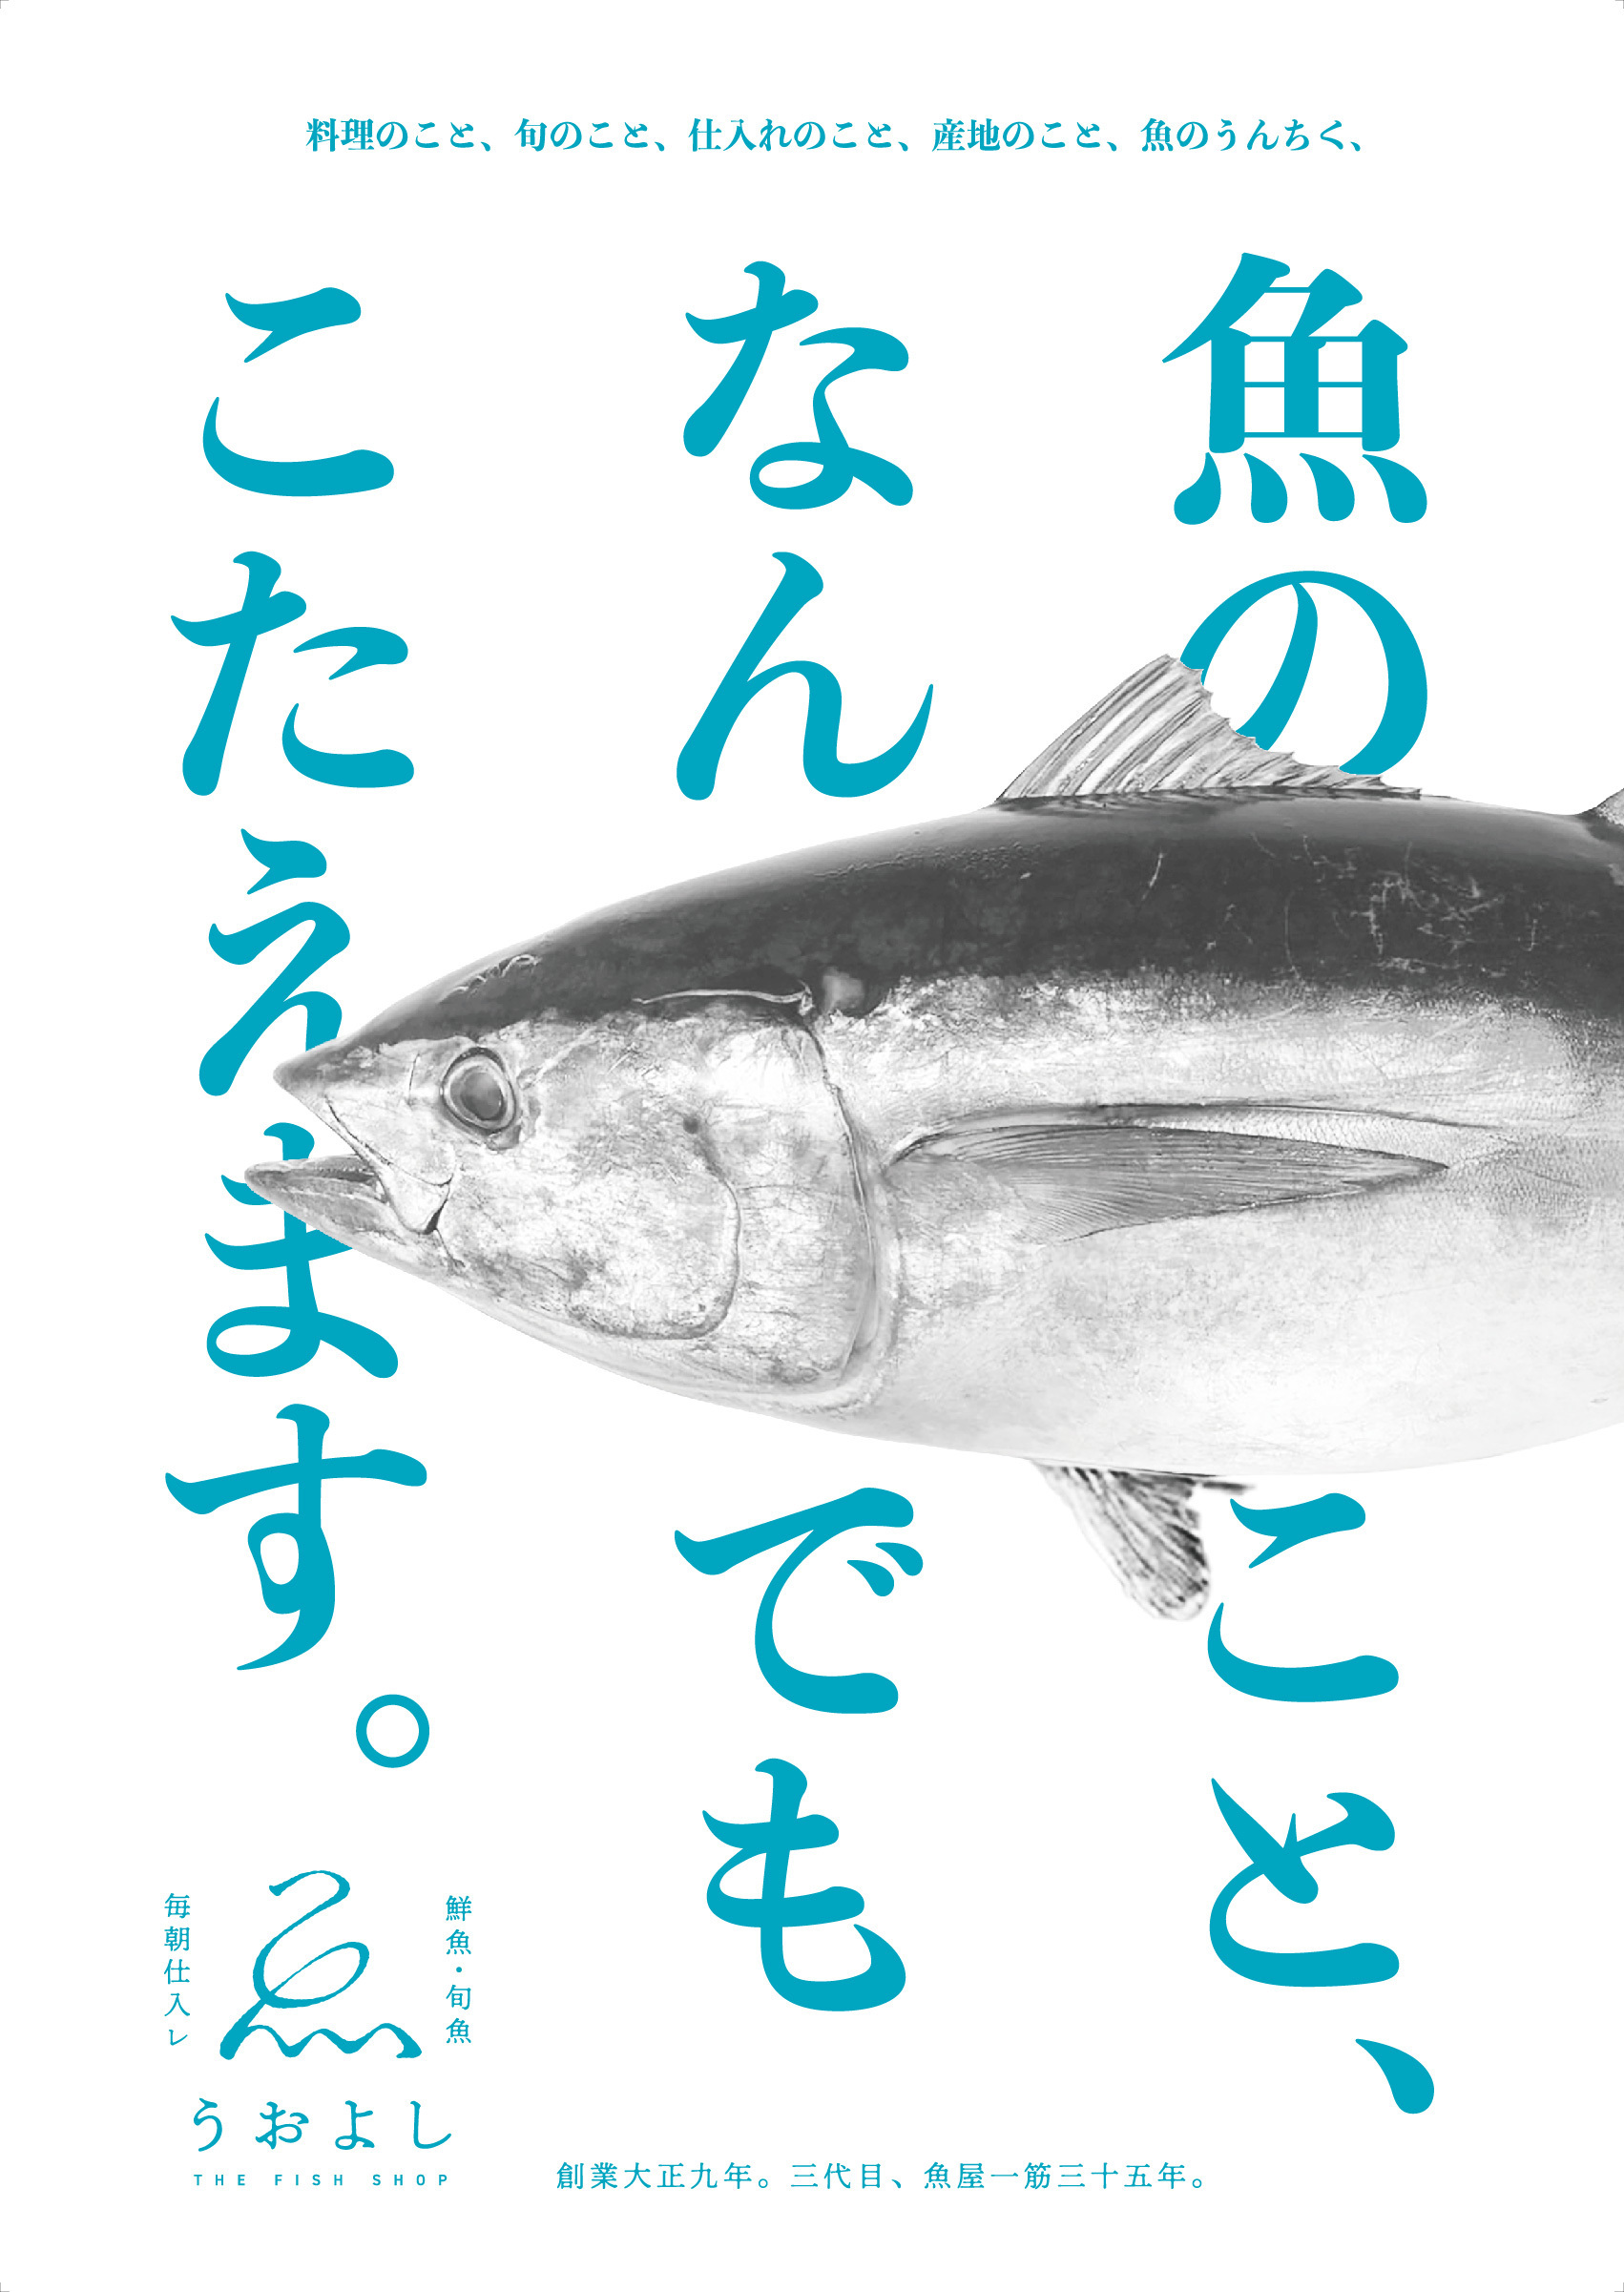 料理のこと、旬のこと、仕入れのこと、産地のこと、魚のうんちく、
魚のこと、
なんでも
こたえます。
鮮魚・旬魚
毎朝仕入レ
ゑ
うおよし
THE FISH SHOP
創業大正九年。三代目、魚屋一筋三十五年。